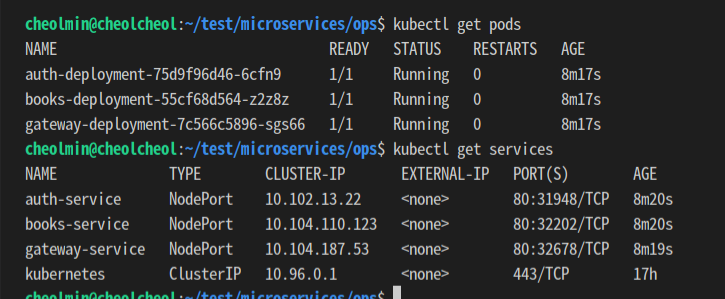 cheolmin@cheolcheol:~/test/microservices/ops$ kubectl get pods
NAME READY STATUS RESTARTS AGE
auth-deployment-75d9f96d46-6cfn9 1/1 Running 0 8m17s
books-deployment-55cf68d564-z2z8z 1/1 Running 0 8m17s
gateway-deployment-7c566c5896-sgs66 1/1 Running 0 8m17s
cheolmin@cheolcheol:~/test/microservices/ops$ kubectl get services
NAME TYPE CLUSTER-IP EXTERNAL-IP PORT(S) AGE
auth-service NodePort 10.102.13.22 <none> 80:31948/TCP 8m20s
books-service NodePort 10.104.110.123 <none> 80:32202/TCP 8m20s
gateway-service NodePort 10.104.187.53 <none> 80:32678/TCP 8m19s
kubernetes ClusterIP 10.96.0.1 <none> 443/TCP 17h
cheolmin@cheolcheol:~/test/microservices/ops$